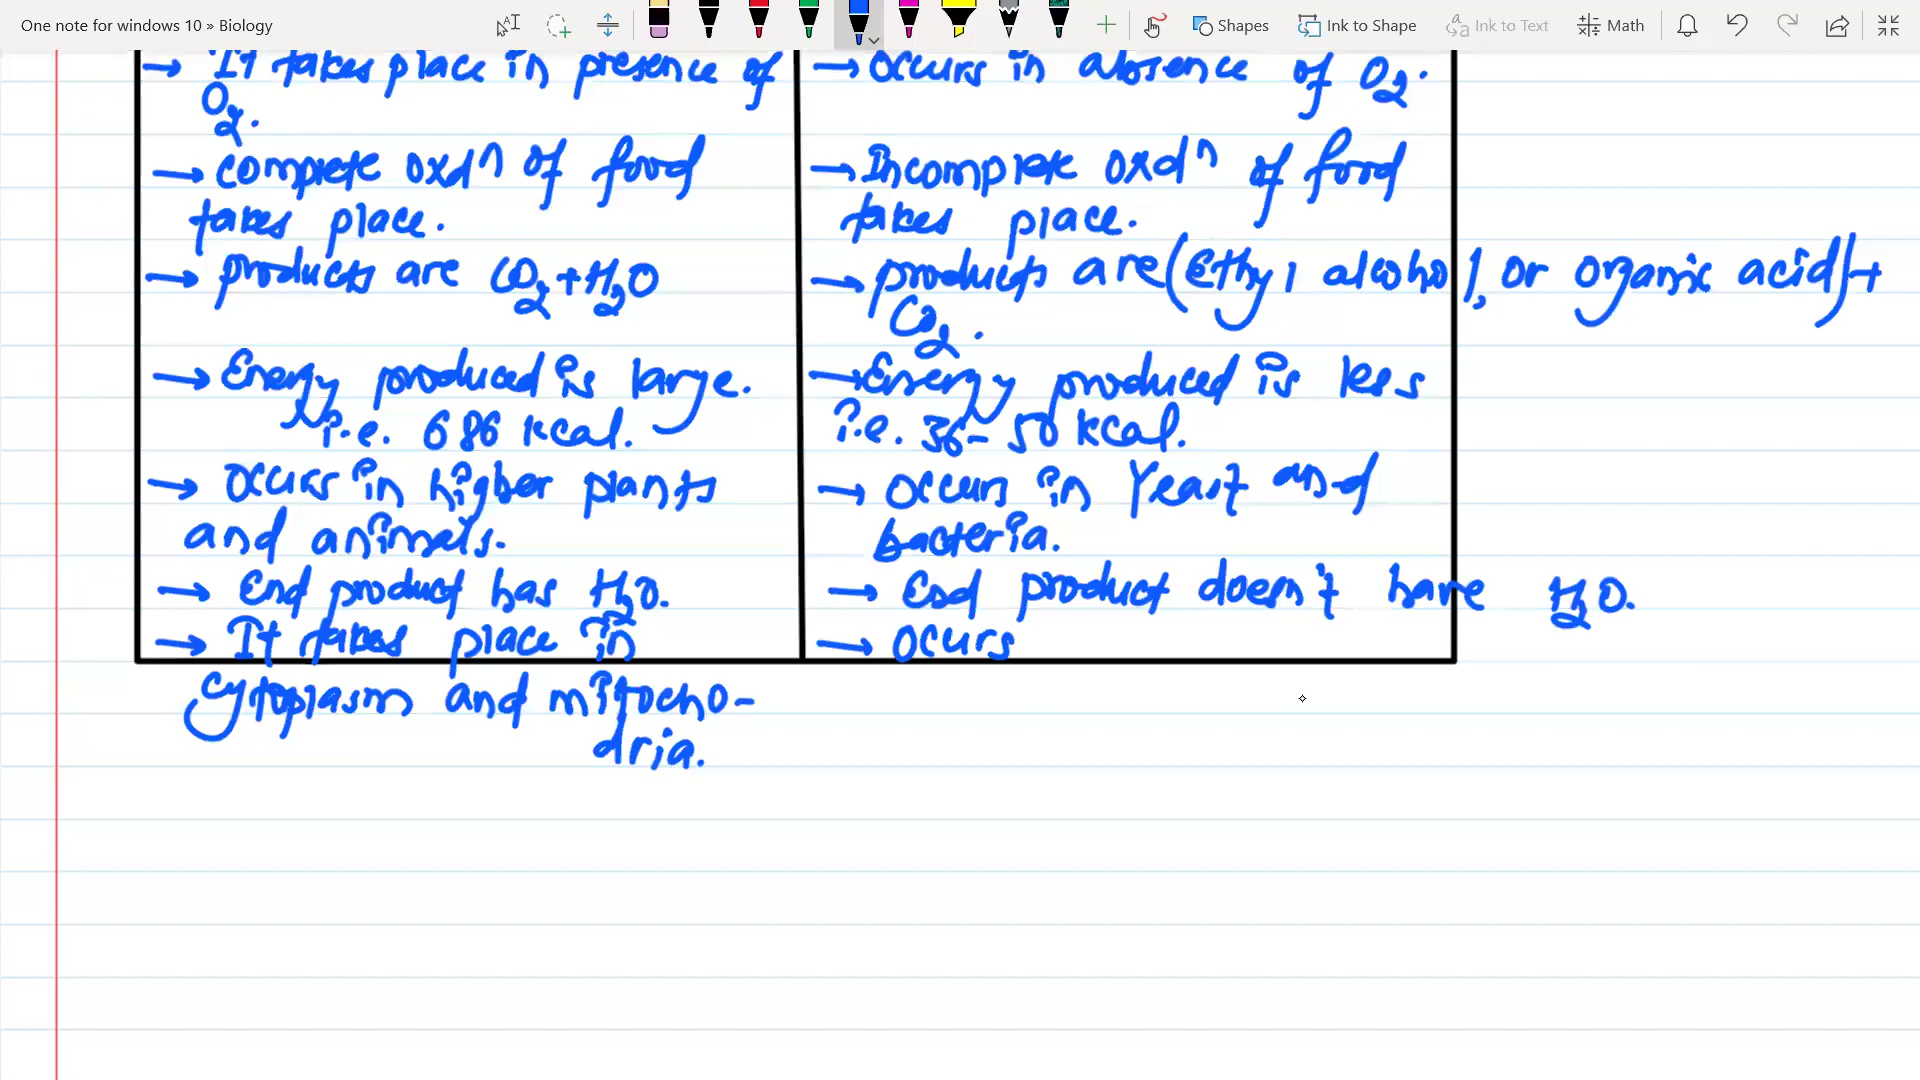 One note for windows 10 » Biology
Shapes
Ink to Shape
Ink to Text
Math
→ It takes place in presence of
O2.
→ complete oxdn of food
takes place.
→ products are CO2 + H2O
→ Energy produced is large.
i.e. 686 kcal.
→ occurs in higher plants
and animals.
→ End product has H2O.
→ It takes place in
cytoplasm and mitocho-
dria.
→ occurs in absence of O2.
→ Incomplete oxdn of food
takes place.
→ products are (Ethyl alcohol, or organic acid) +
CO2.
→ Energy produced is less
i.e. 36-50 kcal.
→ occurs in Yeast and
bacteria.
→ End product doesn't have H2O.
→ occurs